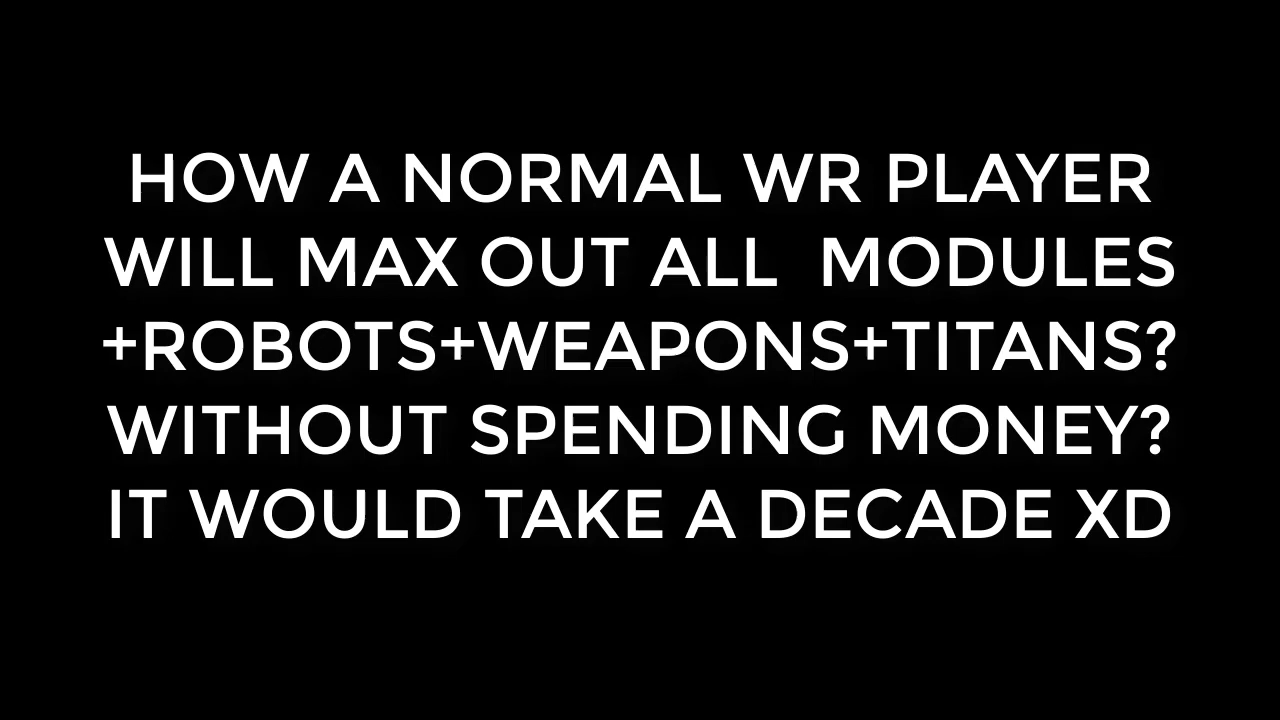 HOW A NORMAL WR PLAYER
WILL MAX OUT ALL  MODULES
+ROBOTS+WEAPONS+TITANS?
WITHOUT SPENDING MONEY?
IT WOULD TAKE A DECADE XD